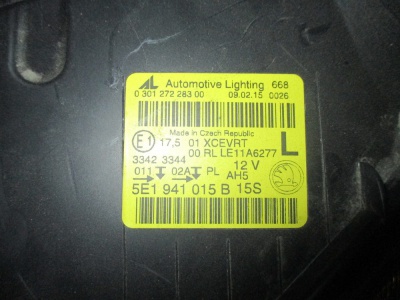 AL Automotive Lighting 668
0 301 272 283 00 09.02.15 0026
Made in Czech Republic
E1 17,5 01 XCEVRT L
00 RL LE11A6277
3342 3344 12 V
011 02A PL AH5
5E1 941 015 B 15S